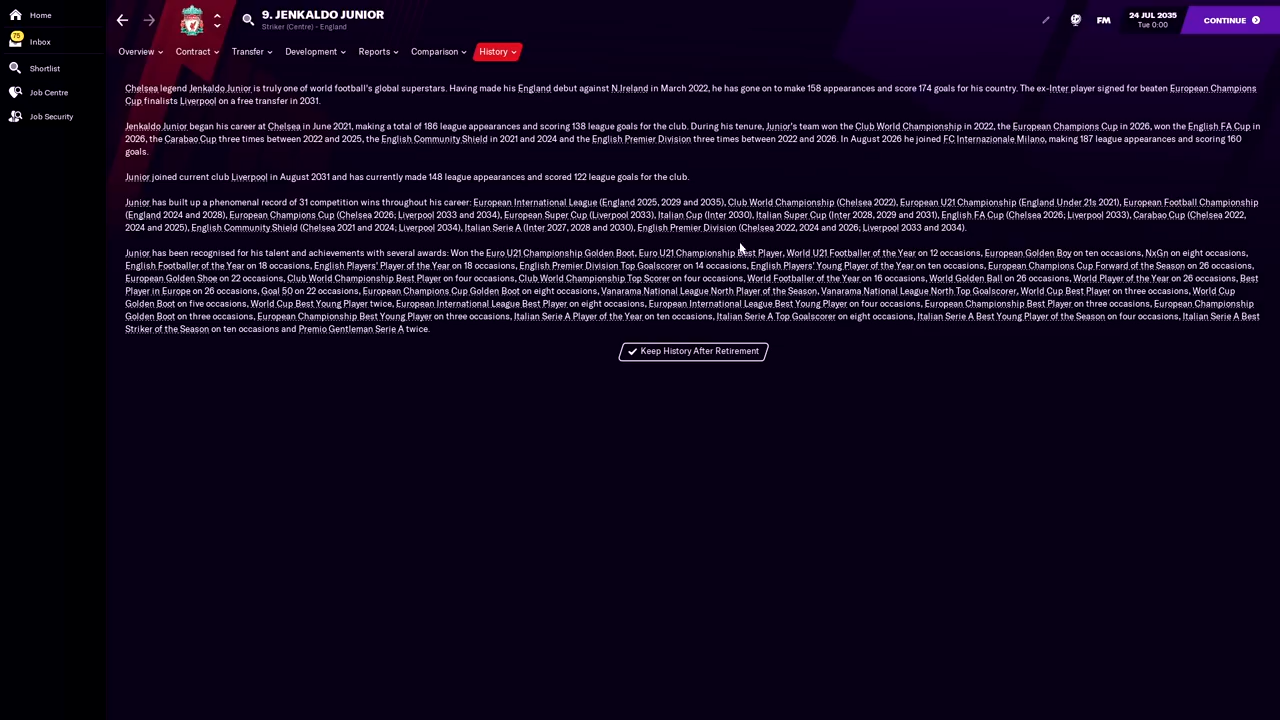 Home
75
Inbox
Shortlist
Job Centre
Job Security
9. JENKALDO JUNIOR
Striker (Centre) - England
FM
24 JUL 2035
Tue 0:00
CONTINUE
Overview
Contract
Transfer
Development
Reports
Comparison
History
Chelsea legend Jenkaldo Junior is truly one of world football's global superstars. Having made his England debut against N.Ireland in March 2022, he has gone on to make 158 appearances and score 174 goals for his country. The ex-Inter player signed for beaten European Champions
Cup finalists Liverpool on a free transfer in 2031.
Jenkaldo Junior began his career at Chelsea in June 2021, making a total of 186 league appearances and scoring 138 league goals for the club. During his tenure, Junior's team won the Club World Championship in 2022, the European Champions Cup in 2026, won the English FA Cup in
2026, the Carabao Cup three times between 2022 and 2025, the English Community Shield in 2021 and 2024 and the English Premier Division three times between 2022 and 2026. In August 2026 he joined FC Internazionale Milano, making 187 league appearances and scoring 160
goals.
Junior joined current club Liverpool in August 2031 and has currently made 148 league appearances and scored 122 league goals for the club.
Junior has built up a phenomenal record of 31 competition wins throughout his career: European International League (England 2025, 2029 and 2035), Club World Championship (Chelsea 2022), European U21 Championship (England Under 21s 2021), European Football Championship
(England 2024 and 2028), European Champions Cup (Chelsea 2026; Liverpool 2033 and 2034), European Super Cup (Liverpool 2033), Italian Cup (Inter 2030), Italian Super Cup (Inter 2028, 2029 and 2031), English FA Cup (Chelsea 2026; Liverpool 2033), Carabao Cup (Chelsea 2022,
2024 and 2025), English Community Shield (Chelsea 2021 and 2024; Liverpool 2034), Italian Serie A (Inter 2027, 2028 and 2030), English Premier Division (Chelsea 2022, 2024 and 2026; Liverpool 2033 and 2034).
Junior has been recognised for his talent and achievements with several awards: Won the Euro U21 Championship Golden Boot, Euro U21 Championship Best Player, World U21 Footballer of the Year on 12 occasions, European Golden Boy on ten occasions, NxGn on eight occasions,
English Footballer of the Year on 18 occasions, English Players' Player of the Year on 18 occasions, English Premier Division Top Goalscorer on 14 occasions, English Players' Young Player of the Year on ten occasions, European Champions Cup Forward of the Season on 26 occasions,
European Golden Shoe on 22 occasions, Club World Championship Best Player on four occasions, Club World Championship Top Scorer on four occasions, World Footballer of the Year on 16 occasions, World Golden Ball on 26 occasions, World Player of the Year on 26 occasions, Best
Player in Europe on 26 occasions, Goal 50 on 22 occasions, European Champions Cup Golden Boot on eight occasions, Vanarama National League North Player of the Season, Vanarama National League North Top Goalscorer, World Cup Best Player on three occasions, World Cup
Golden Boot on five occasions, World Cup Best Young Player twice, European International League Best Player on eight occasions, European International League Best Young Player on four occasions, European Championship Best Player on three occasions, European Championship
Golden Boot on three occasions, European Championship Best Young Player on three occasions, Italian Serie A Player of the Year on ten occasions, Italian Serie A Top Goalscorer on eight occasions, Italian Serie A Best Young Player of the Season on four occasions, Italian Serie A Best
Striker of the Season on ten occasions and Premio Gentleman Serie A twice.
Keep History After Retirement